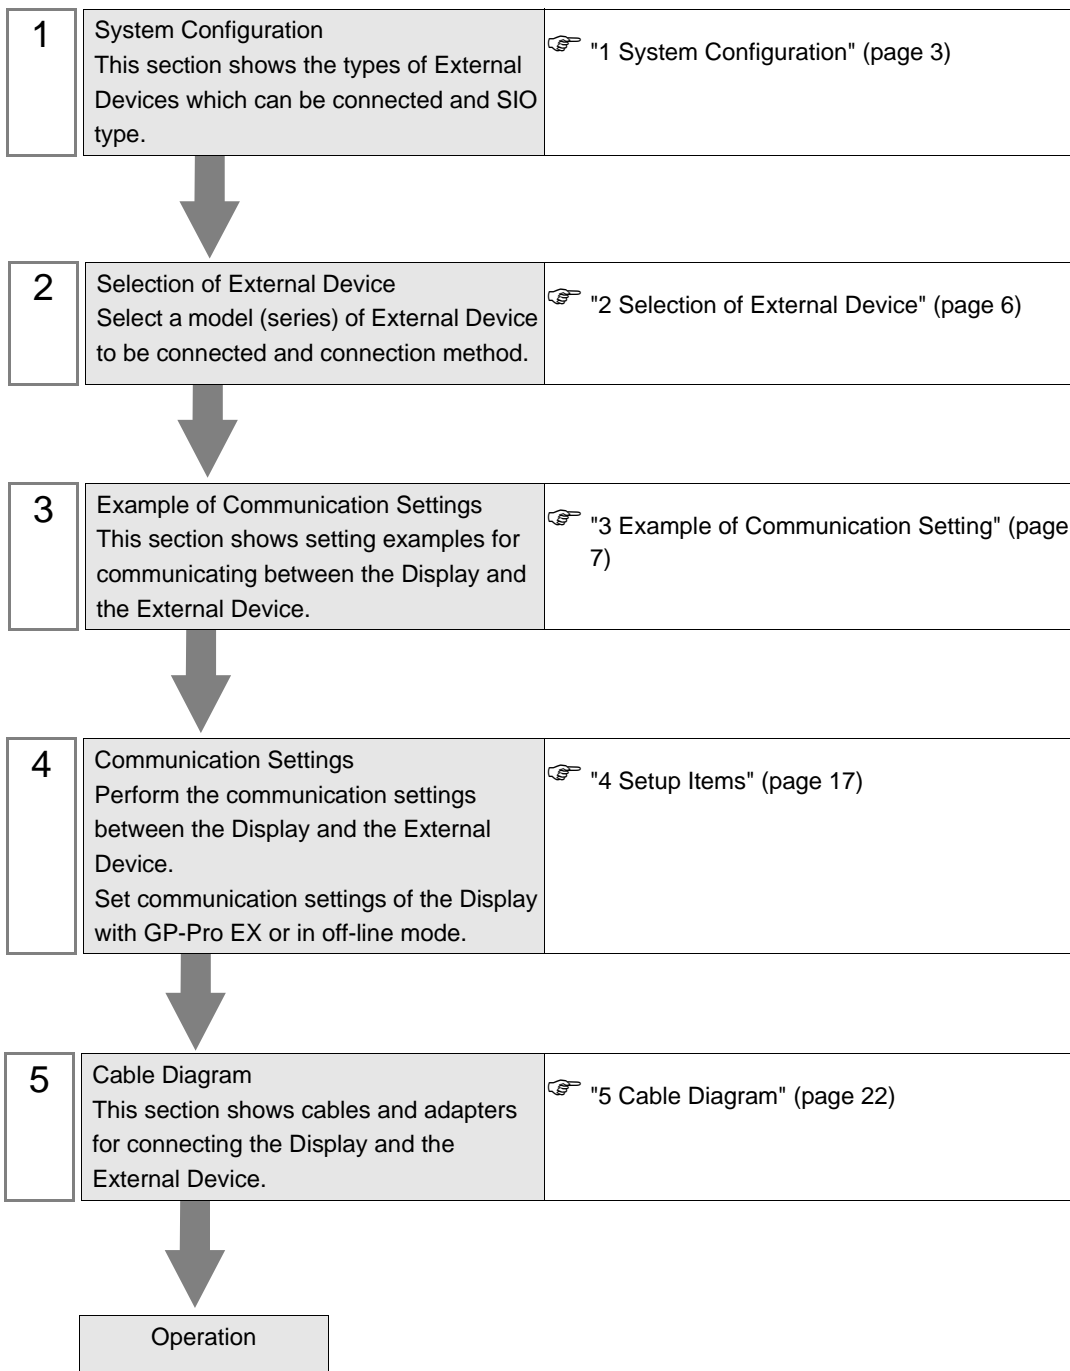 1
System Configuration
This section shows the types of External
Devices which can be connected and SIO
type.
"1 System Configuration" (page 3)
2
Selection of External Device
Select a model (series) of External Device
to be connected and connection method.
"2 Selection of External Device" (page 6)
3
Example of Communication Settings
This section shows setting examples for
communicating between the Display and
the External Device.
"3 Example of Communication Setting" (page
7)
4
Communication Settings
Perform the communication settings
between the Display and the External
Device.
Set communication settings of the Display
with GP-Pro EX or in off-line mode.
"4 Setup Items" (page 17)
5
Cable Diagram
This section shows cables and adapters
for connecting the Display and the
External Device.
"5 Cable Diagram" (page 22)
Operation